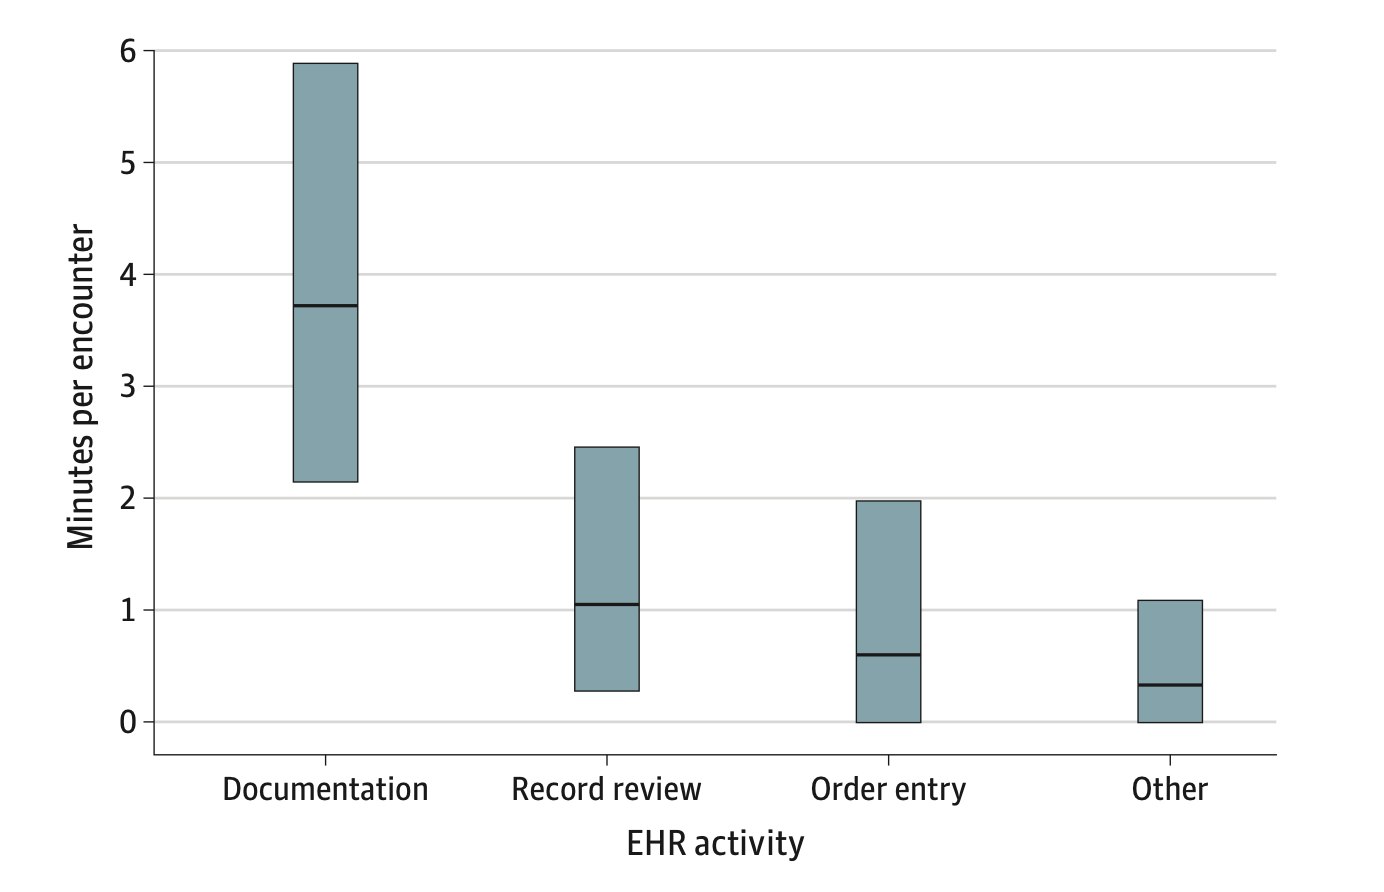 6
5
4
3
2
1
0
Minutes per encounter
Documentation Record review Order entry Other
EHR activity